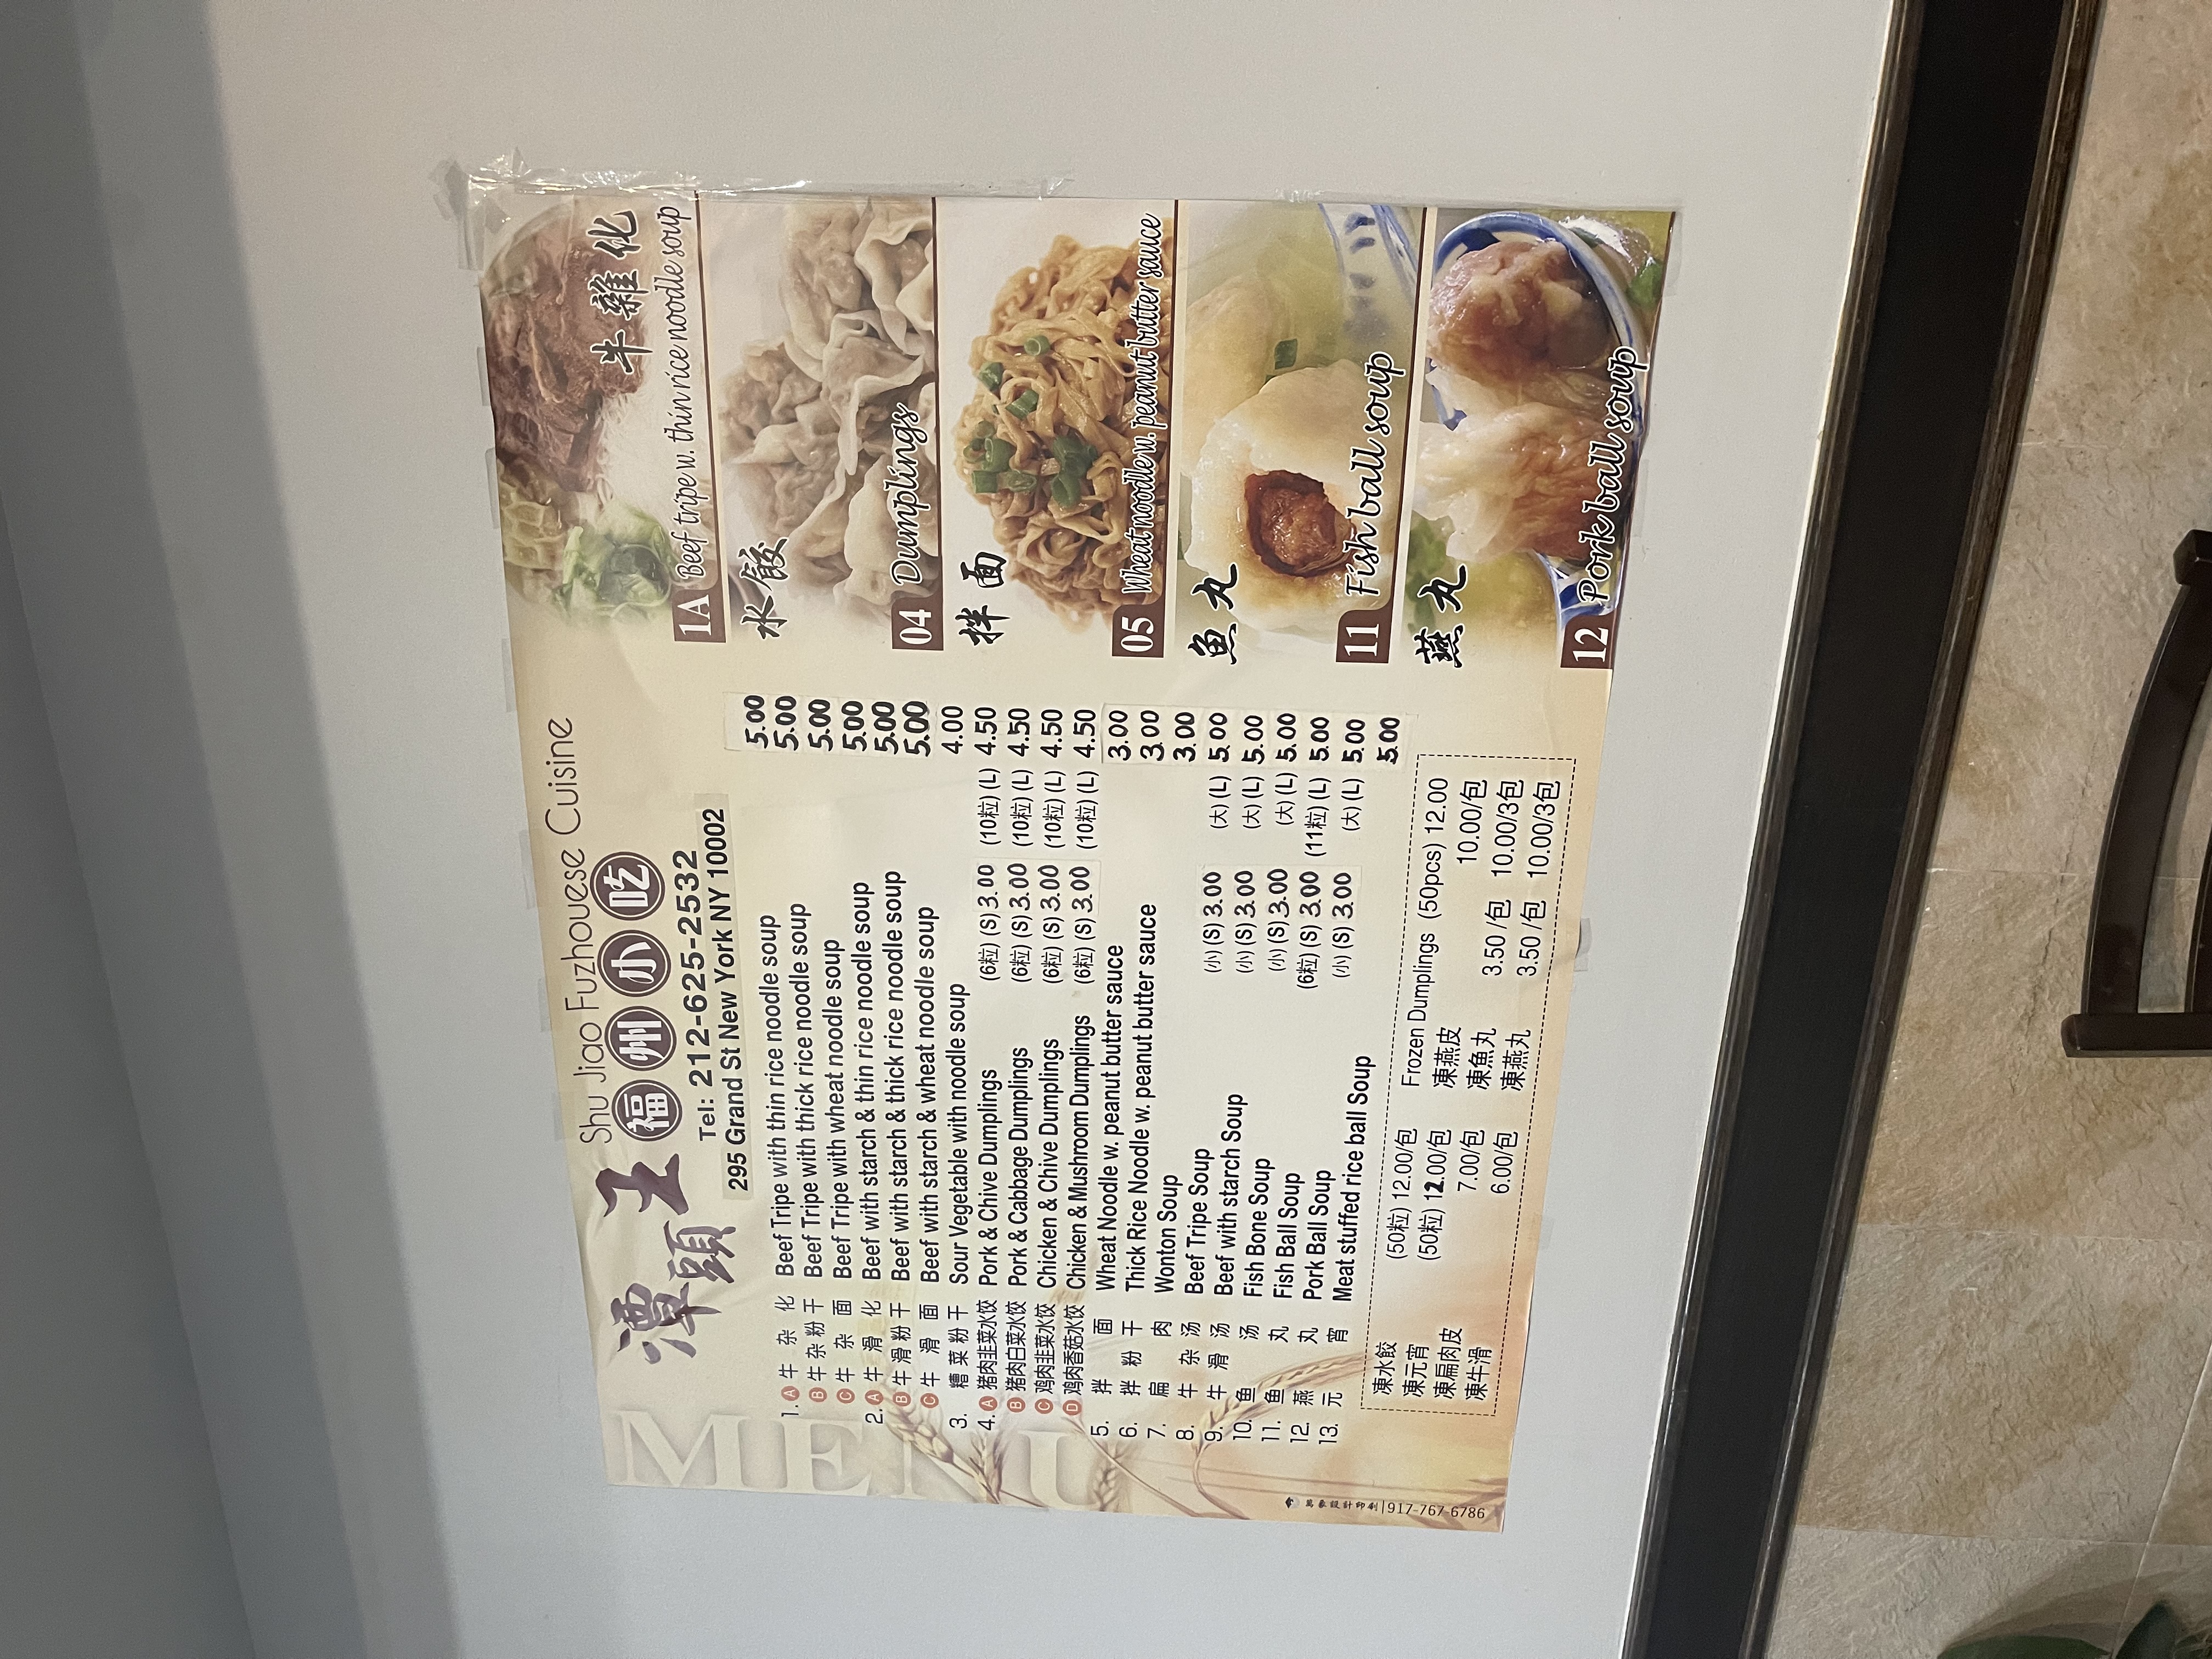 MENU
Shu Jiao Fuzhouese Cuisine
潭頭王 福州小吃
Tel: 212-625-2532
295 Grand St New York NY 10002
1. A 牛杂化 Beef Tripe with thin rice noodle soup 5.00
B 牛杂粉干 Beef Tripe with thick rice noodle soup 5.00
C 牛杂面 Beef Tripe with wheat noodle soup 5.00
2. A 牛滑化 Beef with starch & thin rice noodle soup 5.00
B 牛滑粉干 Beef with starch & thick rice noodle soup 5.00
C 牛滑面 Beef with starch & wheat noodle soup 5.00
3. 糟菜粉干 Sour Vegetable with noodle soup 4.00
4. A 猪肉韭菜水饺 Pork & Chive Dumplings (6粒) (S) 3.00 (10粒) (L) 4.50
B 猪肉白菜水饺 Pork & Cabbage Dumplings (6粒) (S) 3.00 (10粒) (L) 4.50
C 鸡肉韭菜水饺 Chicken & Chive Dumplings (6粒) (S) 3.00 (10粒) (L) 4.50
D 鸡肉香菇水饺 Chicken & Mushroom Dumplings (6粒) (S) 3.00 (10粒) (L) 4.50
5. 拌面 Wheat Noodle w. peanut butter sauce 3.00
6. 拌粉干 Thick Rice Noodle w. peanut butter sauce 3.00
7. 扁肉 Wonton Soup 3.00
8. 牛杂汤 Beef Tripe Soup (小) (S) 3.00 (大) (L) 5.00
9. 牛滑汤 Beef with starch Soup (小) (S) 3.00 (大) (L) 5.00
10. 鱼汤 Fish Bone Soup (小) (S) 3.00 (大) (L) 5.00
11. 鱼丸 Fish Ball Soup (6粒) (S) 3.00 (11粒) (L) 5.00
12. 燕丸 Pork Ball Soup (小) (S) 3.00 (大) (L) 5.00
13. 元宵 Meat stuffed rice ball Soup 5.00
凍水餃 (50粒) 12.00/包 Frozen Dumplings (50pcs) 12.00
凍元宵 (50粒) 12.00/包 凍燕皮 10.00/包
凍扁肉皮 7.00/包 凍魚丸 3.50 /包 10.00/3包
凍牛滑 6.00/包 凍燕丸 3.50 /包 10.00/3包
917-767-6786
牛雜化
1A Beef tripe w. thin rice noodle soup
水餃
04 Dumplings
拌面
05 Wheat noodle w. peanut butter sauce
魚丸
11 Fish ball soup
燕丸
12 Pork ball soup